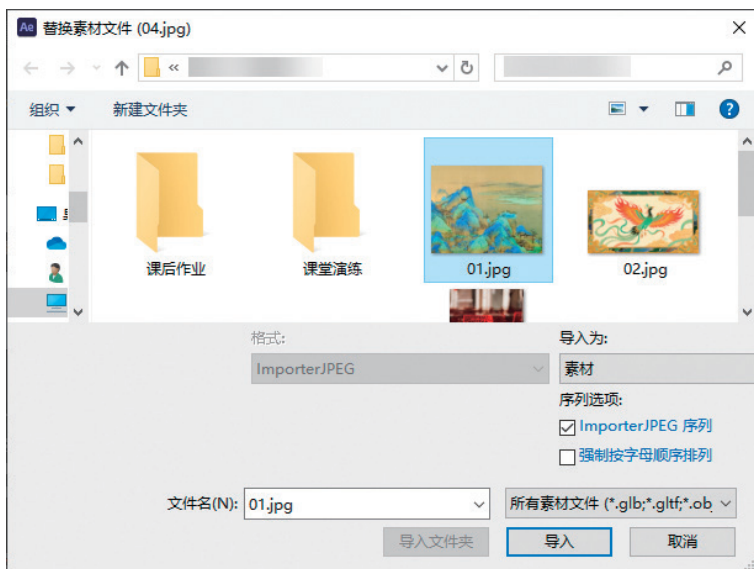 Ae 替换素材文件 (04.jpg)
«
组织 新建文件夹
?
课后作业 课堂演练 01.jpg 02.jpg
格式: 导入为:
ImporterJPEG 素材
序列选项:
ImporterJPEG 序列
强制按字母顺序排列
文件名(N): 01.jpg 所有素材文件 (*.glb;*.gltf;*.ob
导入文件夹 导入 取消